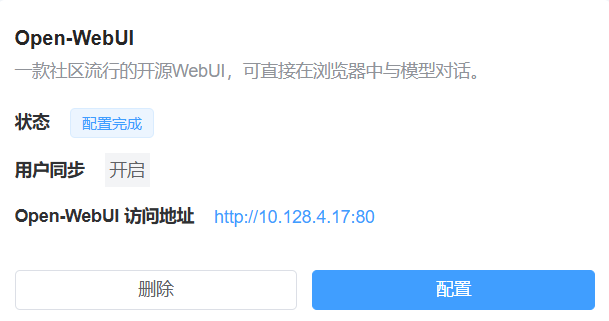 Open-WebUI
一款社区流行的开源WebUI，可直接在浏览器中与模型对话。
状态 配置完成
用户同步 开启
Open-WebUI 访问地址 http://10.128.4.17:80
删除 配置